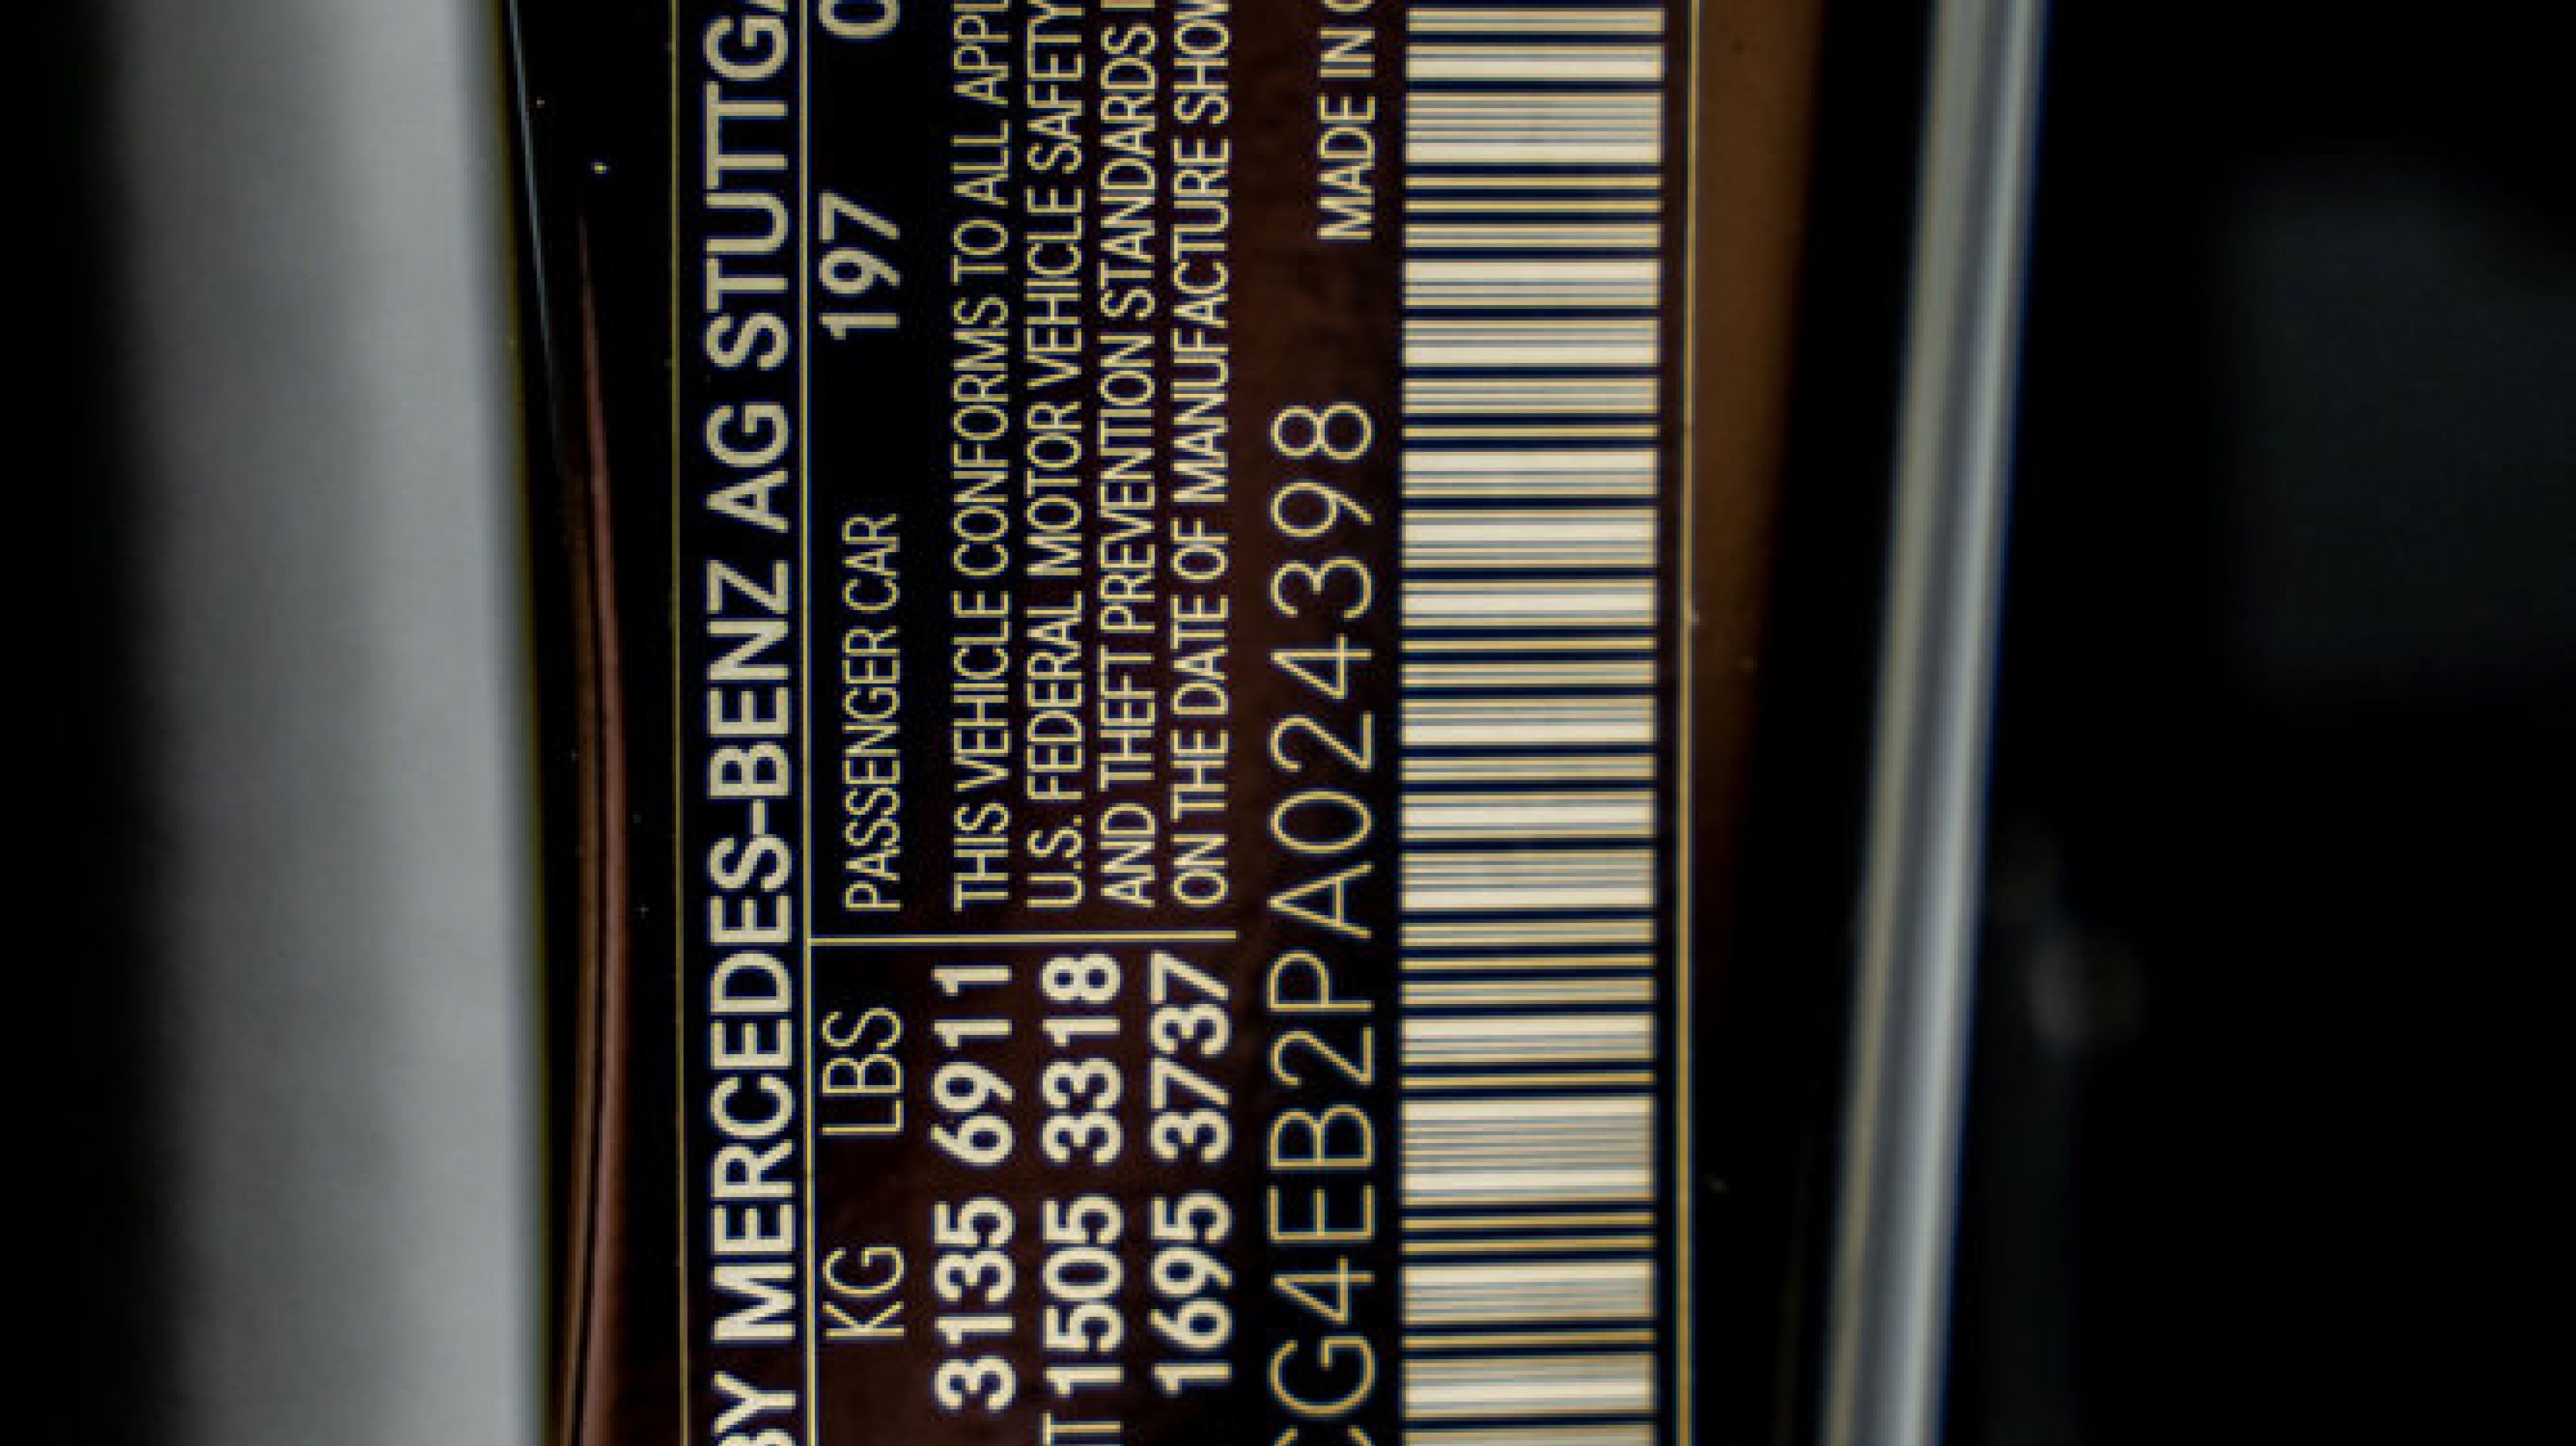 BY MERCEDES-BENZ AG STUTTGA
KG LBS
3135 6911
1505 3318
1695 3737
PASSENGER CAR 197 0
THIS VEHICLE CONFORMS TO ALL APPL
U.S. FEDERAL MOTOR VEHICLE SAFETY
AND THEFT PREVENTION STANDARDS
ON THE DATE OF MANUFACTURE SHOW
CG4EB2PA024398
MADE IN